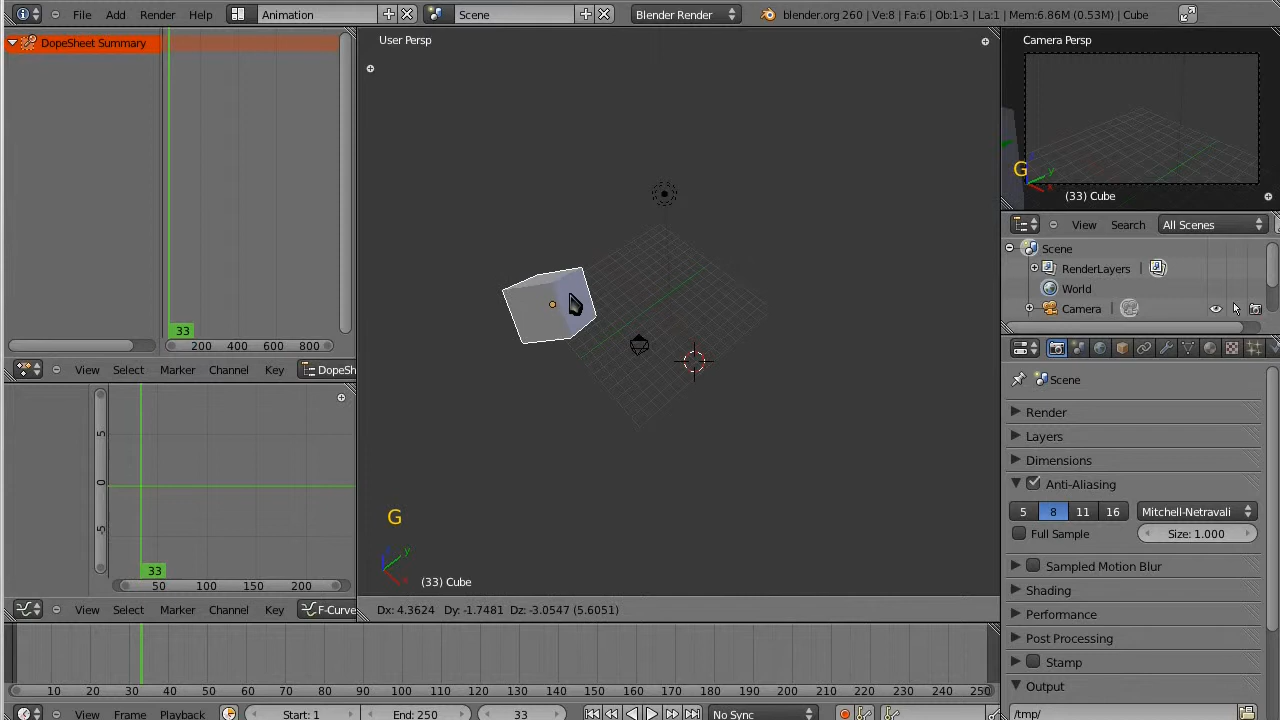 File Add Render Help Animation Scene Blender Render blender.org 260 | Ve:8 | Fa:6 | Ob:1-3 | La:1 | Mem:6.86M (0.53M) | Cube
DopeSheet Summary
33
200 400 600 800
View Select Marker Channel Key DopeSh
5
0
-5
33
50 100 150 200
View Select Marker Channel Key F-Curve
User Persp
G
y
x
(33) Cube
Dx: 4.3624 Dy: -1.7481 Dz: -3.0547 (5.6051)
Camera Persp
G
y
x
(33) Cube
View Search All Scenes
Scene
RenderLayers |
World
Camera |
Scene
Render
Layers
Dimensions
Anti-Aliasing
5 8 11 16 Mitchell-Netravali
Full Sample Size: 1.000
Sampled Motion Blur
Shading
Performance
Post Processing
Stamp
Output
/tmp/
10 20 30 40 50 60 70 80 90 100 110 120 130 140 150 160 170 180 190 200 210 220 230 240 250
View Frame Playback Start: 1 End: 250 33 No Sync